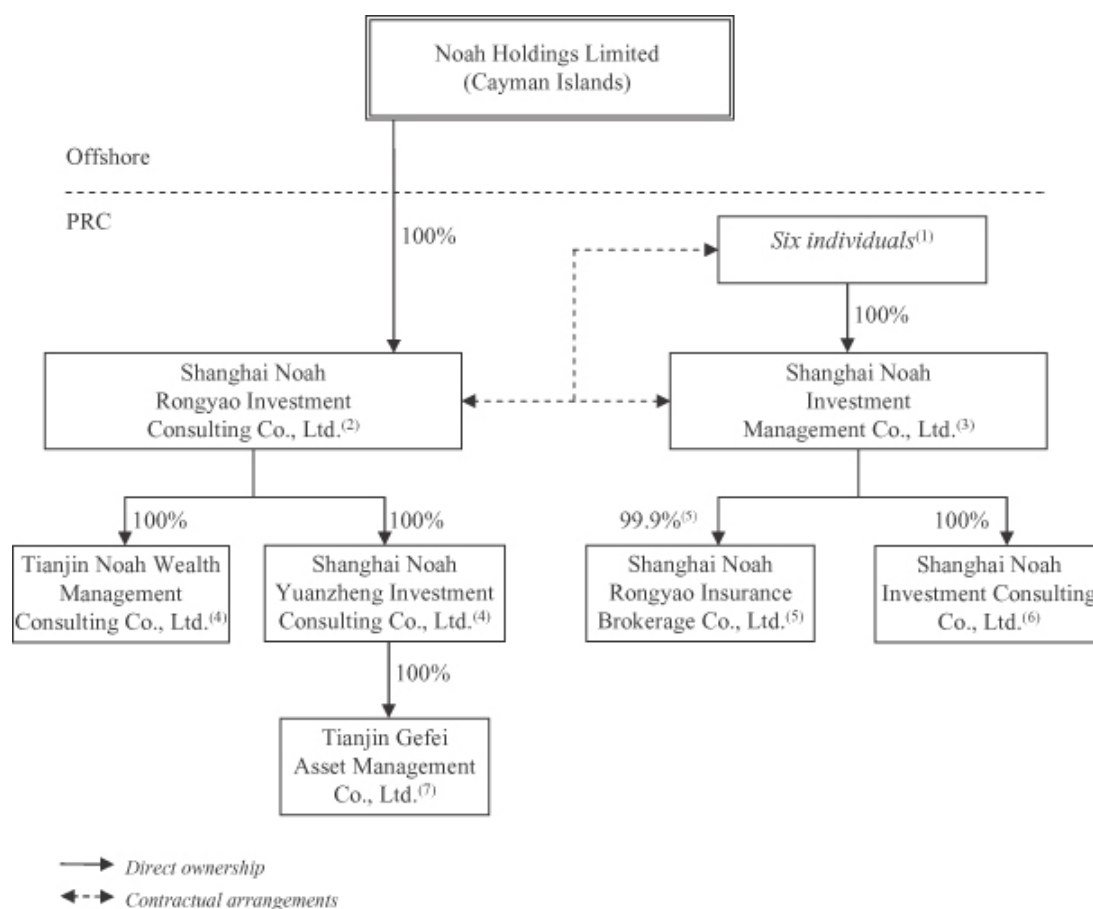 Noah Holdings Limited
(Cayman Islands)
Offshore
PRC
100%
Six individuals(1)
100%
Shanghai Noah
Rongyao Investment
Consulting Co., Ltd.(2)
Shanghai Noah
Investment
Management Co., Ltd.(3)
100%
100%
99.9%(5)
100%
Tianjin Noah Wealth
Management
Consulting Co., Ltd.(4)
Shanghai Noah
Yuanzheng Investment
Consulting Co., Ltd.(4)
Shanghai Noah
Rongyao Insurance
Brokerage Co., Ltd.(5)
Shanghai Noah
Investment Consulting
Co., Ltd.(6)
100%
Tianjin Gefei
Asset Management
Co., Ltd.(7)
Direct ownership
Contractual arrangements